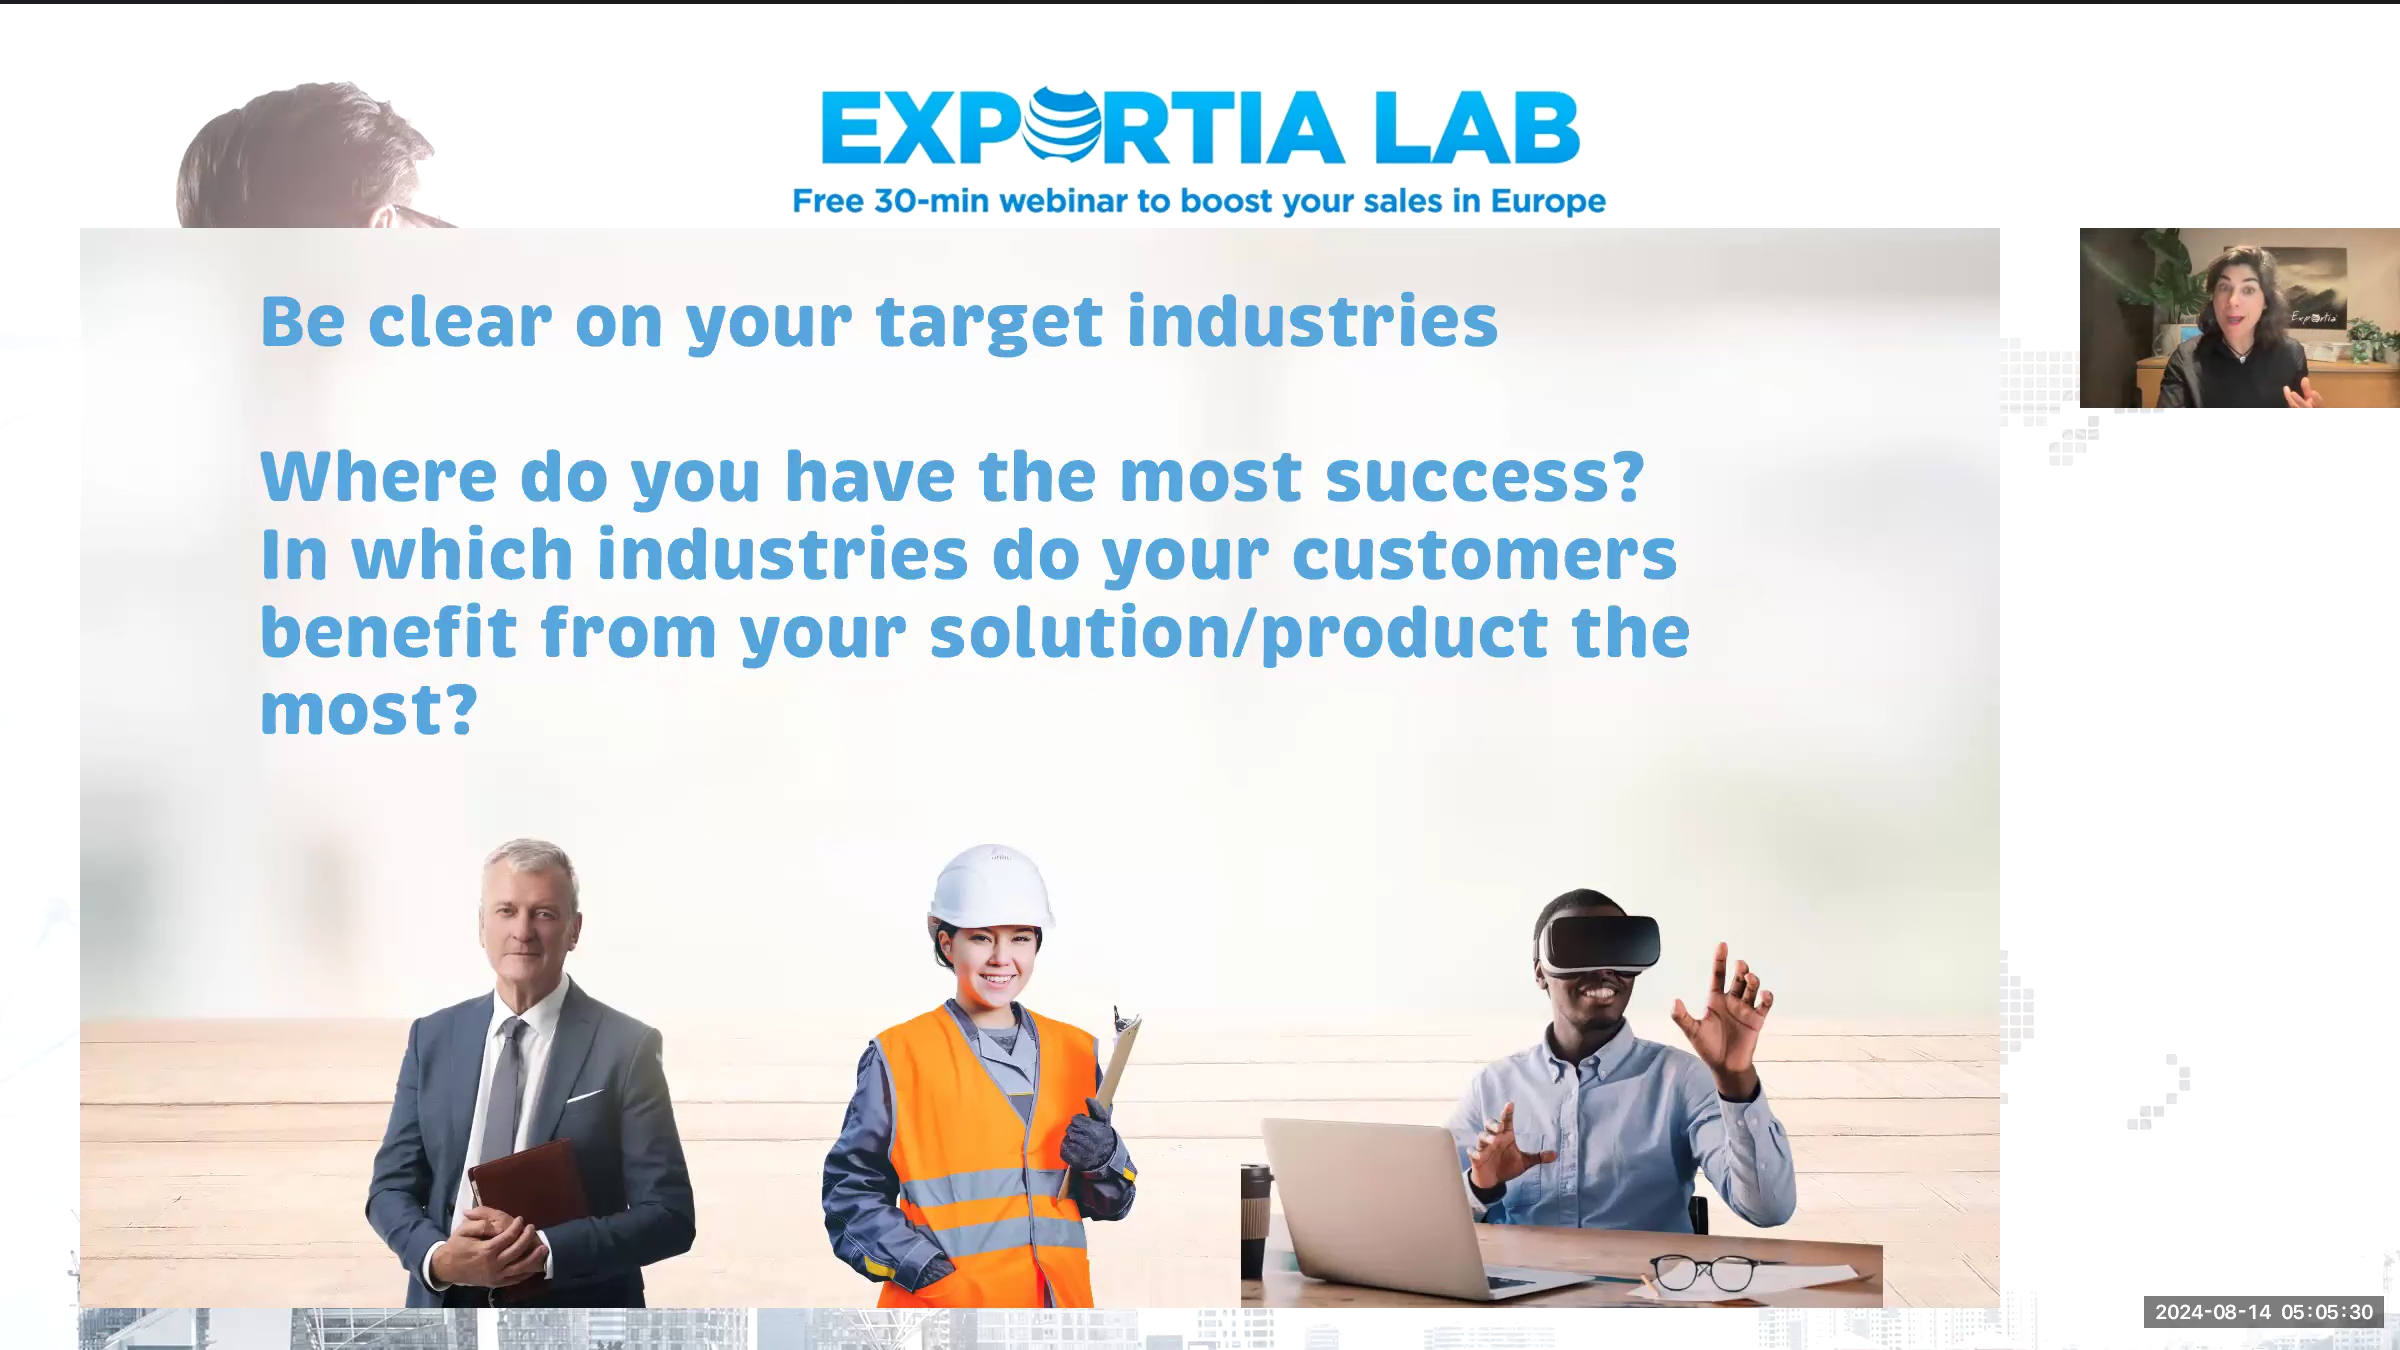 EXPORTIA LAB
Free 30-min webinar to boost your sales in Europe
Be clear on your target industries
Where do you have the most success?
In which industries do your customers
benefit from your solution/product the
most?
Exportia
2024-08-14 05:05:30